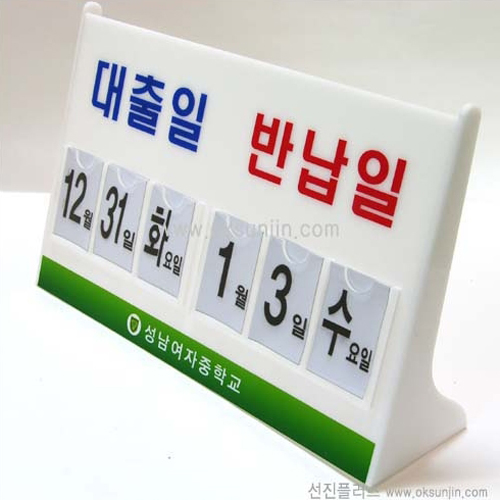 대출일 반납일
12월 31일 화요일 1월 3일 수요일
www.oksunjin.com
성남여자중학교
선진플러스 www.oksunjin.com